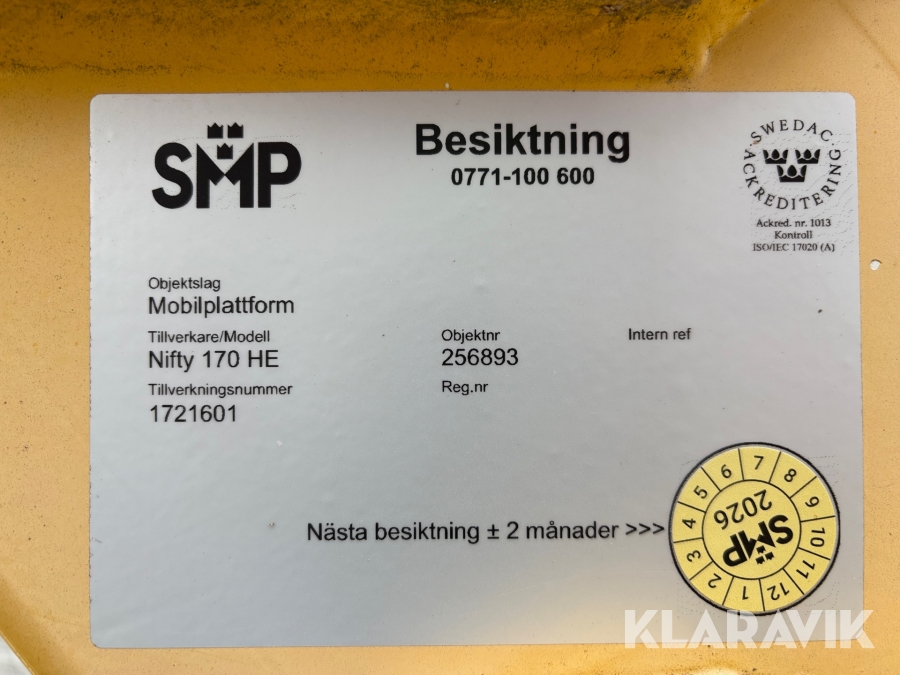 SMP
Besiktning
0771-100 600
SWEDAC ACKREDITERING
Ackred. nr. 1013
Kontroll
ISO/IEC 17020 (A)
Objektslag
Mobilplattform
Tillverkare/Modell
Nifty 170 HE
Objektnr
256893
Intern ref
Tillverkningsnummer
1721601
Reg.nr
Nästa besiktning ± 2 månader >>>
1 2 3 4 5 6 7 8 9 10 11 12
SMP
2026
KLARAVIK